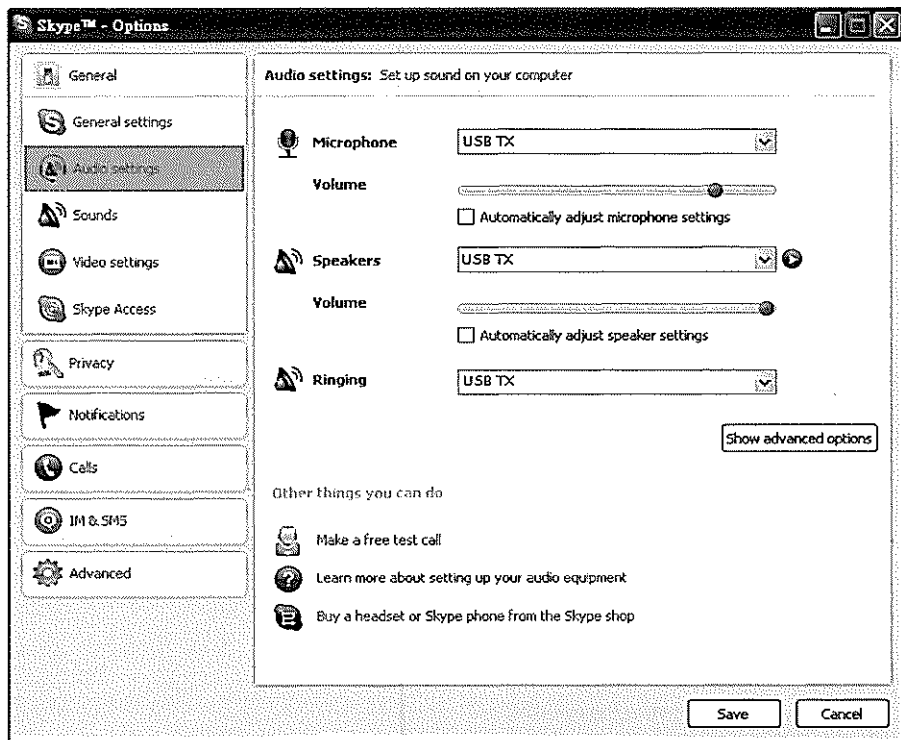 Skype™ - Options
General
General settings
Audio settings
Sounds
Video settings
Skype Access
Privacy
Notifications
Calls
IM & SMS
Advanced
Audio settings: Set up sound on your computer
Microphone USB TX
Volume
Automatically adjust microphone settings
Speakers USB TX
Volume
Automatically adjust speaker settings
Ringing USB TX
Show advanced options
Other things you can do
Make a free test call
Learn more about setting up your audio equipment
Buy a headset or Skype phone from the Skype shop
Save Cancel